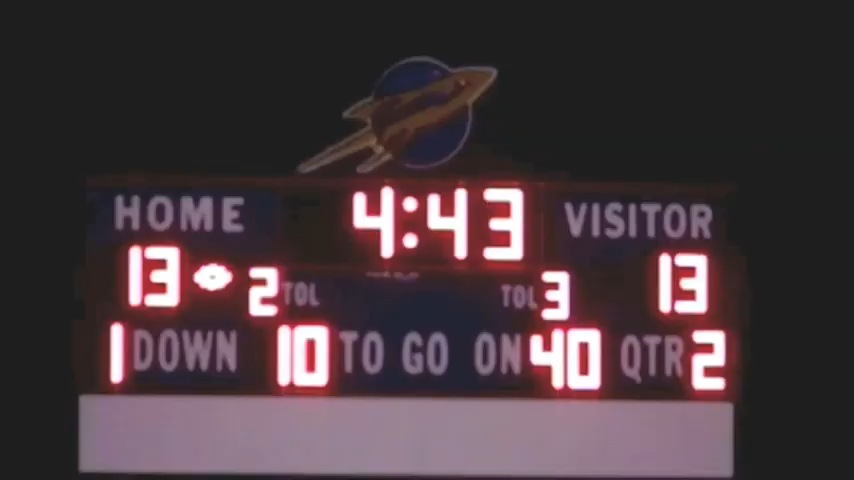 HOME 4:43 VISITOR
13 2 TOL TOL 3 13
1 DOWN 10 TO GO ON 40 QTR 2